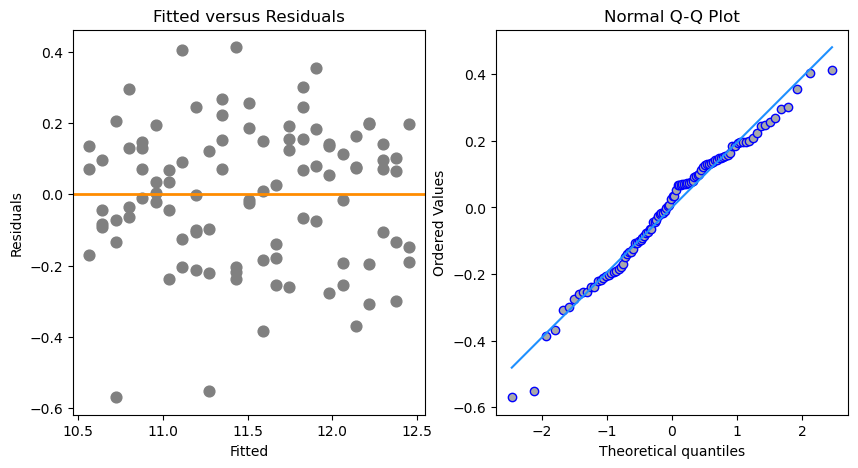 Fitted versus Residuals
Residuals
0.4
0.2
0.0
−0.2
−0.4
−0.6
10.5 11.0 11.5 12.0 12.5
Fitted
Normal Q-Q Plot
Ordered Values
0.4
0.2
0.0
−0.2
−0.4
−0.6
−2 −1 0 1 2
Theoretical quantiles